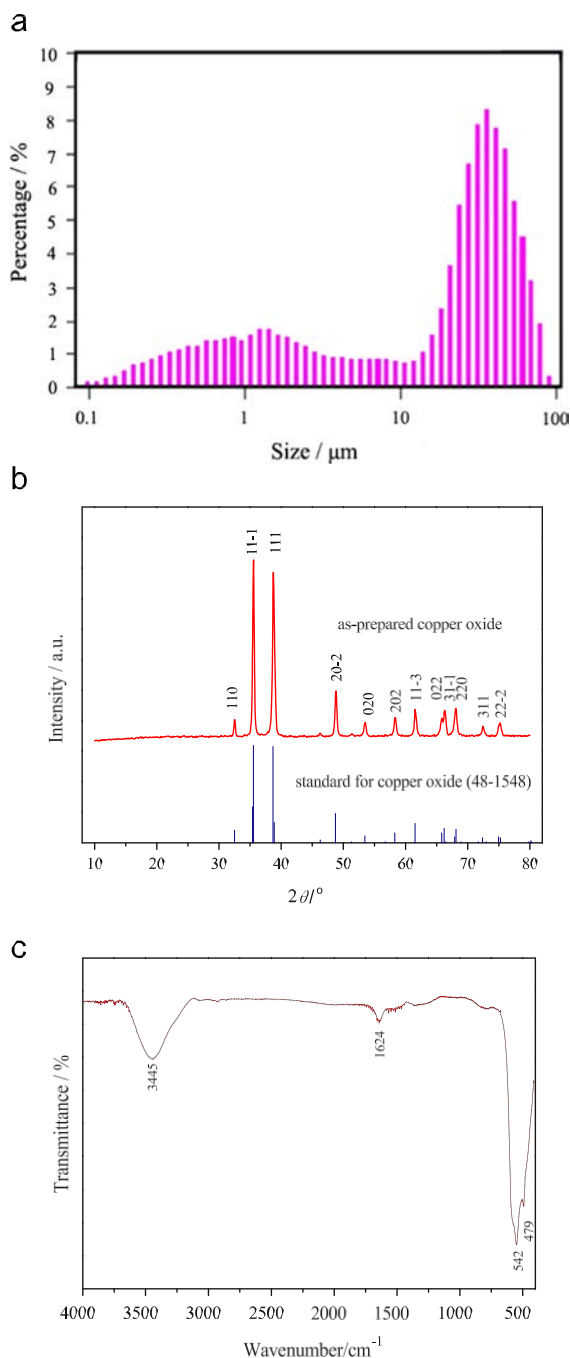 a
10
9
8
7
6
5
4
3
2
1
0
Percentage / %
0.1 1 10 100
Size / μm
b
11-1
111
as-prepared copper oxide
110
20-2
020
202
11-3
022
31-1
220
311
22-2
Intensity / a.u.
standard for copper oxide (48-1548)
10 20 30 40 50 60 70 80
2 θ/°
c
3445
1624
542
479
Transmittance / %
4000 3500 3000 2500 2000 1500 1000 500
Wavenumber/cm⁻¹